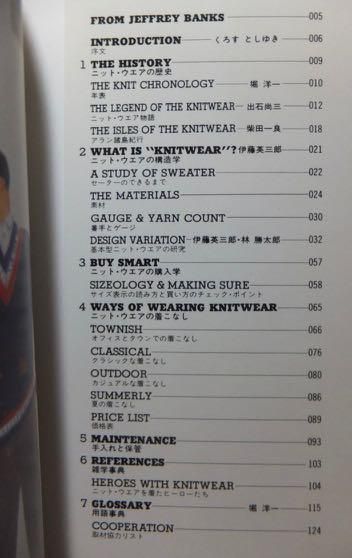 FROM JEFFREY BANKS 005
INTRODUCTION くろす としゆき 006
序文
1 THE HISTORY 009
ニット・ウエアの歴史
THE KNIT CHRONOLOGY 堀 洋一 010
年表
THE LEGEND OF THE KNITWEAR 出石尚三 012
ニット・ウエア物語
THE ISLES OF THE KNITWEAR 柴田一良 018
アラン諸島紀行
2 WHAT IS "KNITWEAR"? 伊藤英三郎 021
ニット・ウエアの構造学
A STUDY OF SWEATER 022
セーターのできるまで
THE MATERIALS 024
素材
GAUGE & YARN COUNT 030
番手とゲージ
DESIGN VARIATION 伊藤英三郎・林 勝太郎 032
基本型ニット・ウエアの研究
3 BUY SMART 057
ニット・ウエアの購入学
SIZEOLOGY & MAKING SURE 058
サイズ表示の読み方と買い方のチェック・ポイント
4 WAYS OF WEARING KNITWEAR 065
ニット・ウエアの着こなし
TOWNISH 066
オフィスとタウンでの着こなし
CLASSICAL 076
クラシックな着こなし
OUTDOOR 080
カジュアルな着こなし
SUMMERLY 086
夏の着こなし
PRICE LIST 089
価格表
5 MAINTENANCE 093
手入れと保管
6 REFERENCES 103
雑学事典
HEROES WITH KNITWEAR 104
ニット・ウエアを着たヒーローたち
7 GLOSSARY 堀 洋一 115
用語事典
COOPERATION 124
取材協力リスト